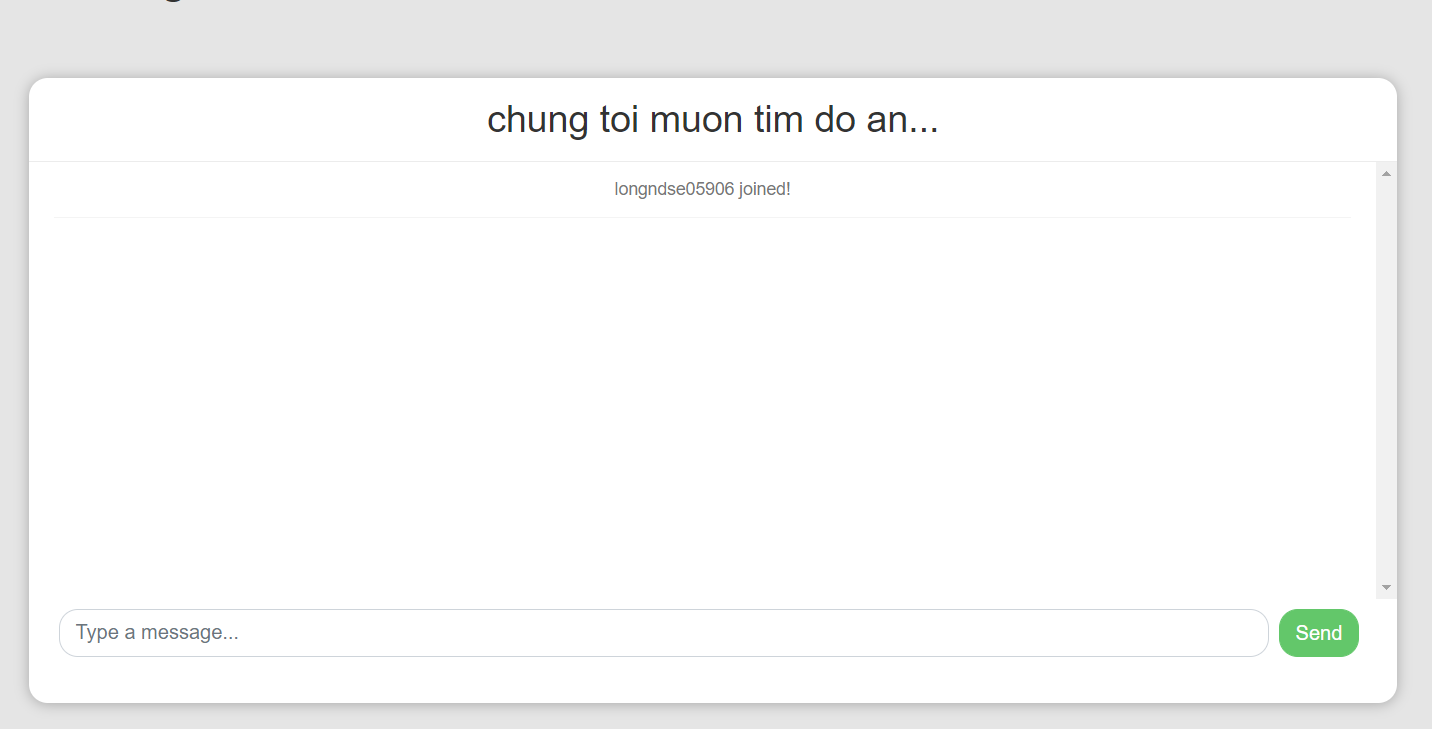 chung toi muon tim do an...
longndse05906 joined!
Type a message...
Send